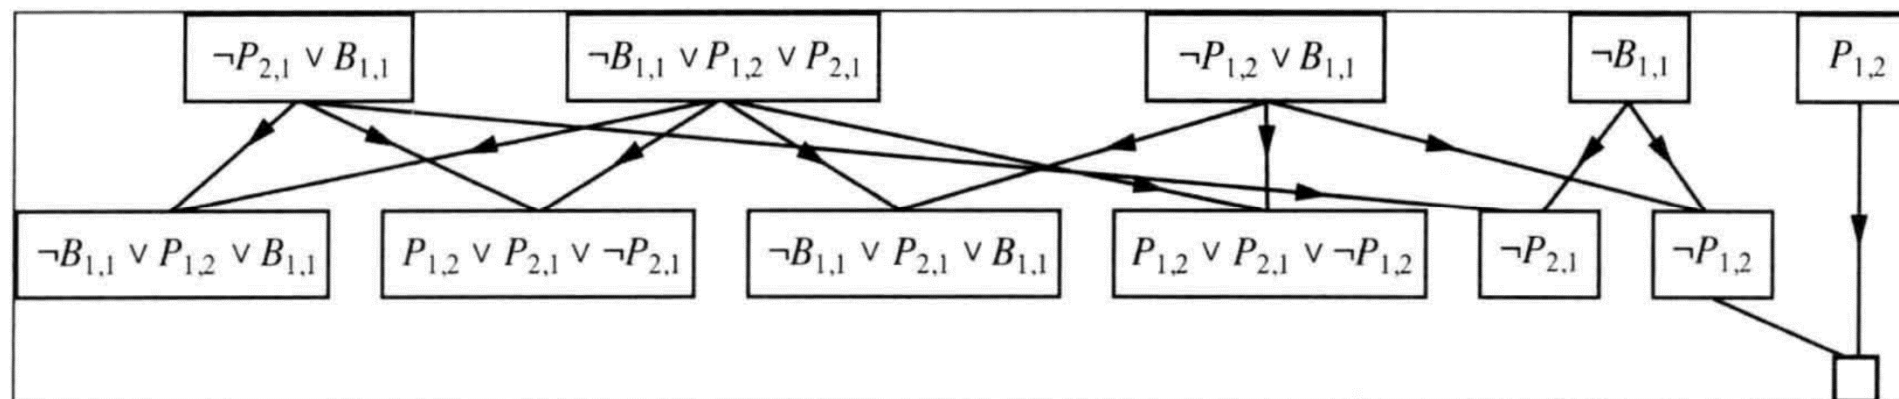 ¬P₂,₁ ∨ B₁,₁ ¬B₁,₁ ∨ P₁,₂ ∨ P₂,₁ ¬P₁,₂ ∨ B₁,₁ ¬B₁,₁ P₁,₂
¬B₁,₁ ∨ P₁,₂ ∨ B₁,₁ P₁,₂ ∨ P₂,₁ ∨ ¬P₂,₁ ¬B₁,₁ ∨ P₂,₁ ∨ B₁,₁ P₁,₂ ∨ P₂,₁ ∨ ¬P₁,₂ ¬P₂,₁ ¬P₁,₂